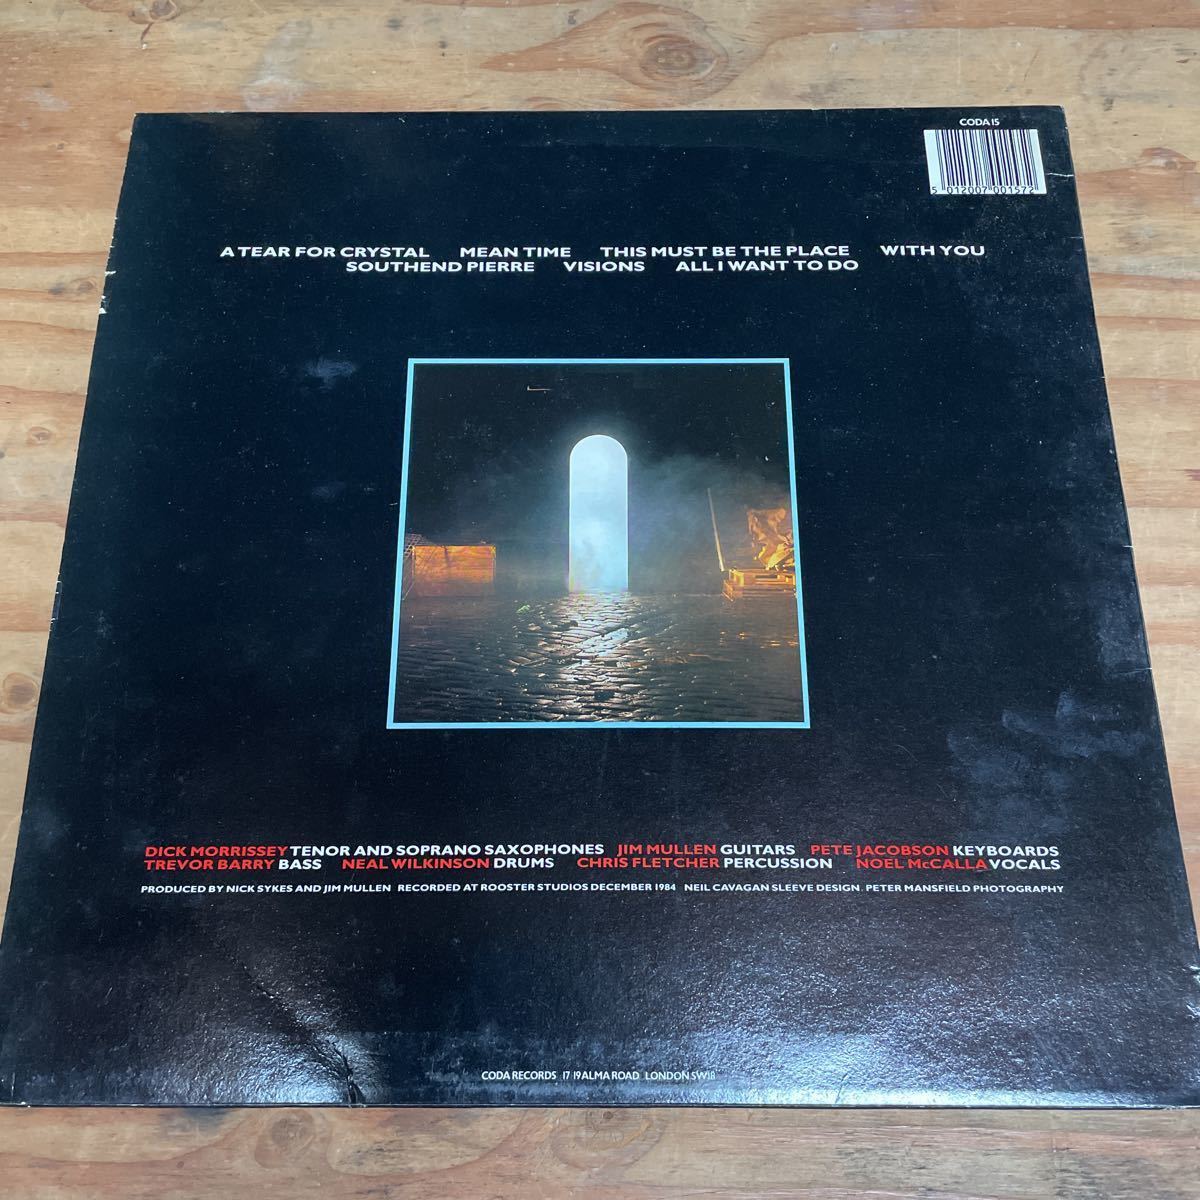 CODA 15
5 012007 001572
A TEAR FOR CRYSTAL MEAN TIME THIS MUST BE THE PLACE WITH YOU
SOUTHEND PIERRE VISIONS ALL I WANT TO DO
DICK MORRISSEY TENOR AND SOPRANO SAXOPHONES JIM MULLEN GUITARS PETE JACOBSON KEYBOARDS
TREVOR BARRY BASS NEAL WILKINSON DRUMS CHRIS FLETCHER PERCUSSION NOEL McCALLA VOCALS
PRODUCED BY NICK SYKES AND JIM MULLEN RECORDED AT ROOSTER STUDIOS DECEMBER 1984 NEIL CAVAGAN SLEEVE DESIGN. PETER MANSFIELD PHOTOGRAPHY
CODA RECORDS 17-19 ALMA ROAD LONDON SW18